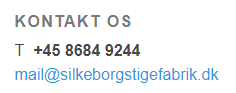 KONTAKT OS
T +45 8684 9244
mail@silkeborgstigefabrik.dk